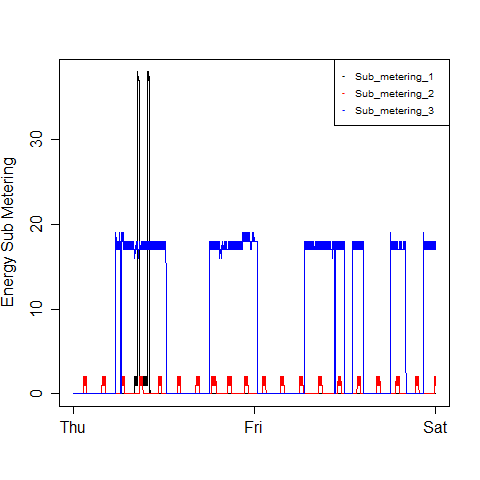 Sub_metering_1
Sub_metering_2
Sub_metering_3
Energy Sub Metering
30
20
10
0
Thu Fri Sat